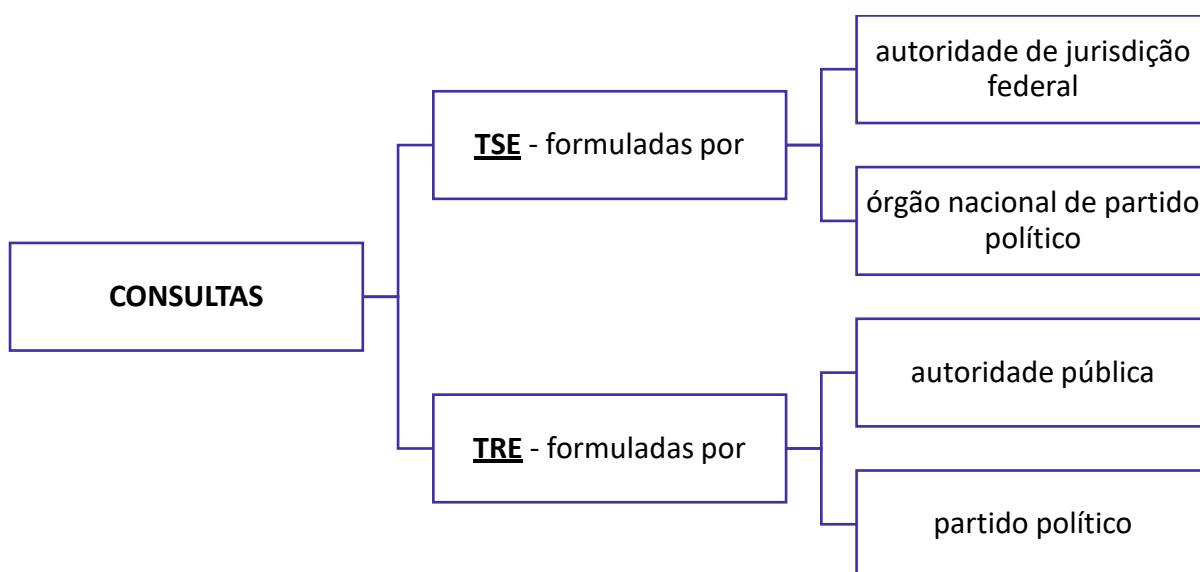 CONSULTAS
TSE - formuladas por
autoridade de jurisdição
federal
órgão nacional de partido
político
TRE - formuladas por
autoridade pública
partido político